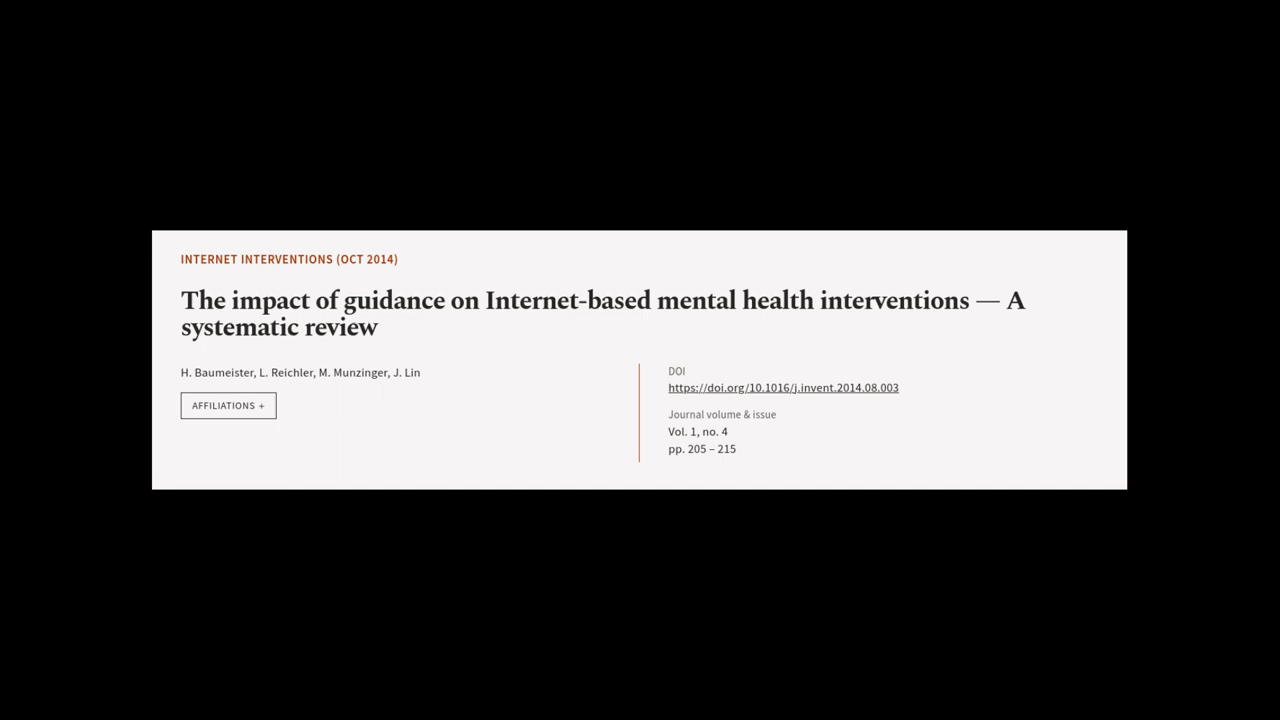 INTERNET INTERVENTIONS (OCT 2014)
The impact of guidance on Internet-based mental health interventions — A
systematic review
H. Baumeister, L. Reichler, M. Munzinger, J. Lin
AFFILIATIONS +
DOI
https://doi.org/10.1016/j.invent.2014.08.003
Journal volume & issue
Vol. 1, no. 4
pp. 205 – 215